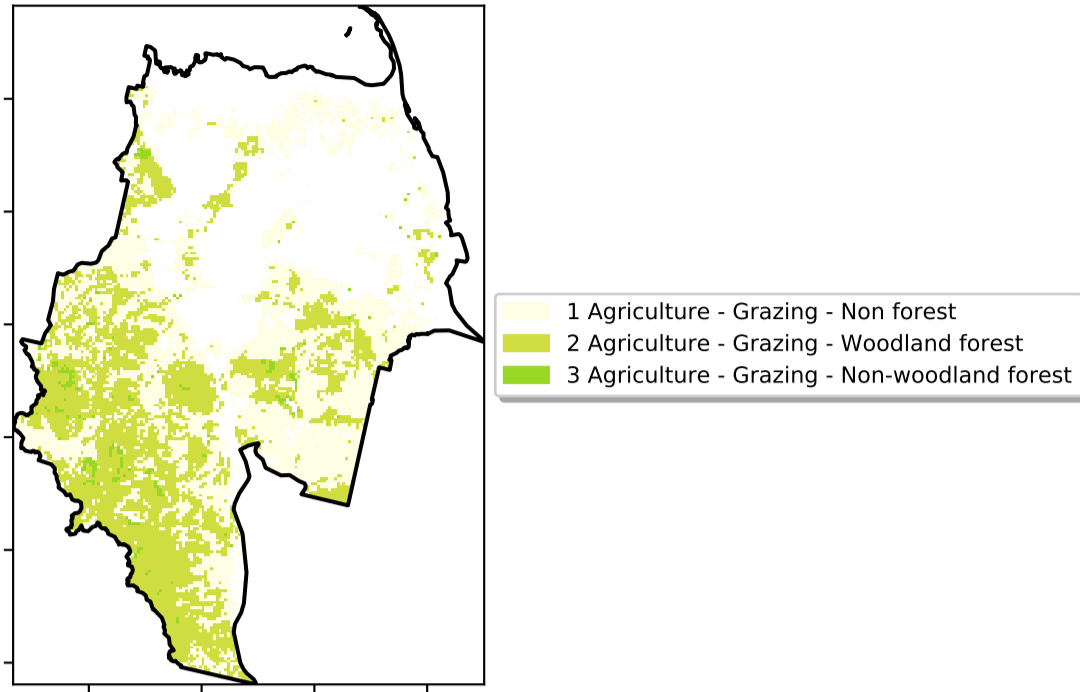 1 Agriculture - Grazing - Non forest
2 Agriculture - Grazing - Woodland forest
3 Agriculture - Grazing - Non-woodland forest